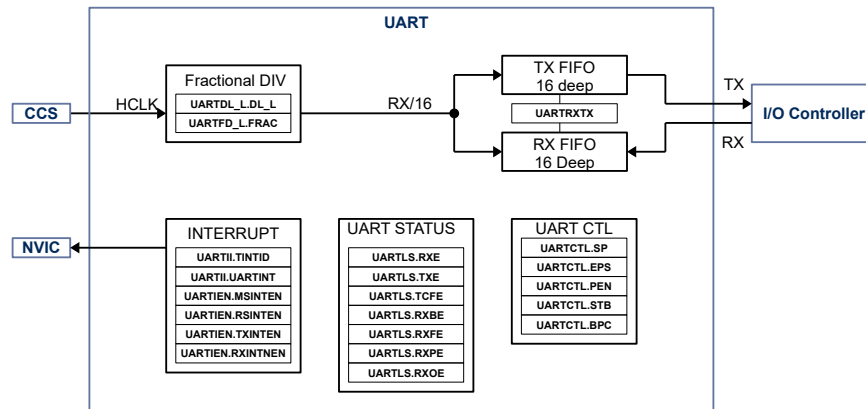 UART
Fractional DIV
UARTDL_L.DL_L
UARTFD_L.FRAC
CCS
HCLK
RX/16
TX FIFO
16 deep
UARTRXTX
RX FIFO
16 Deep
TX
RX
I/O Controller
NVIC
INTERRUPT
UARTII.TINTID
UARTII.UARTINT
UARTIEN.MSINTEN
UARTIEN.RSINTEN
UARTIEN.TXINTEN
UARTIEN.RXINTNEN
UART STATUS
UARTLS.RXE
UARTLS.TXE
UARTLS.TCFE
UARTLS.RXBE
UARTLS.RXFE
UARTLS.RXPE
UARTLS.RXOE
UART CTL
UARTCTL.SP
UARTCTL.EPS
UARTCTL.PEN
UARTCTL.STB
UARTCTL.BPC